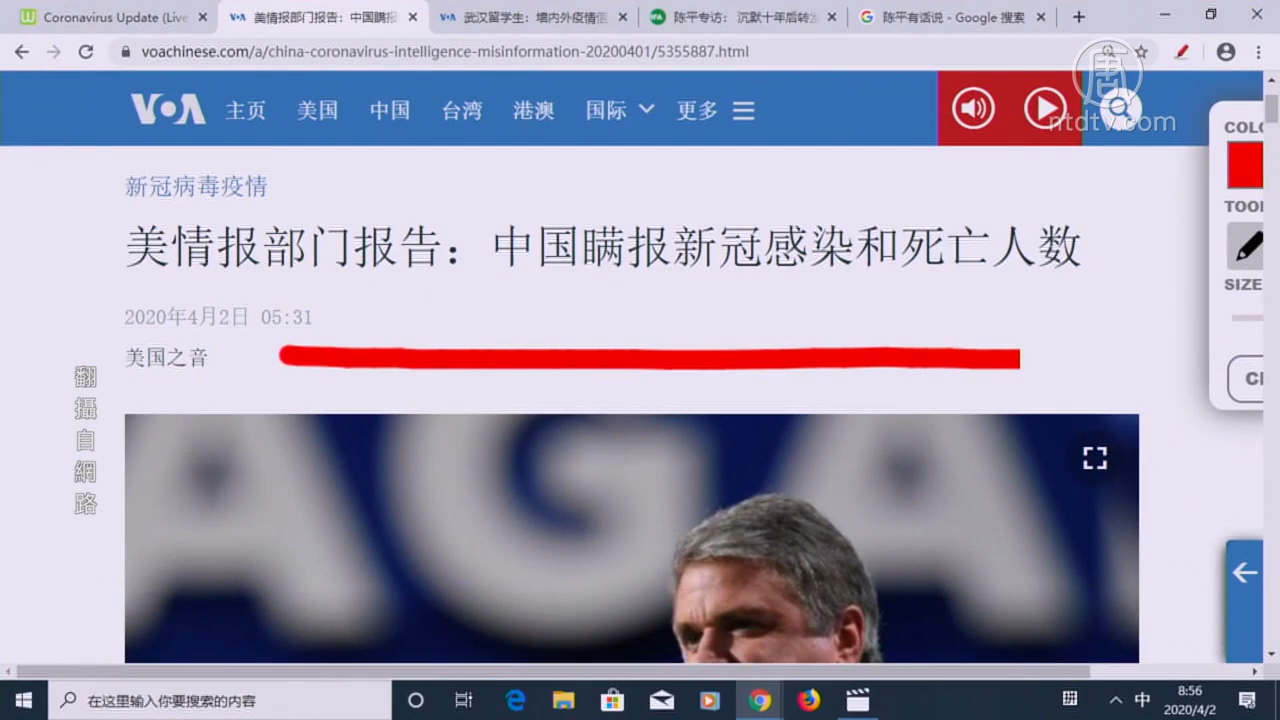 Coronavirus Update (Live
美情报部门报告：中国瞒报
武汉留学生：墙内外疫情信
陈平专访：沉默十年后转
陈平有话说 - Google 搜索
voachinese.com/a/china-coronavirus-intelligence-misinformation-20200401/5355887.html
唐
ntdtv.com
VOA 主页 美国 中国 台湾 港澳 国际 更多
COLO
TOOL
SIZE
Cl
新冠病毒疫情
美情报部门报告：中国瞒报新冠感染和死亡人数
2020年4月2日 05:31
美国之音
翻攝自網路
AGA
在这里输入你要搜索的内容
中
8:56
2020/4/2